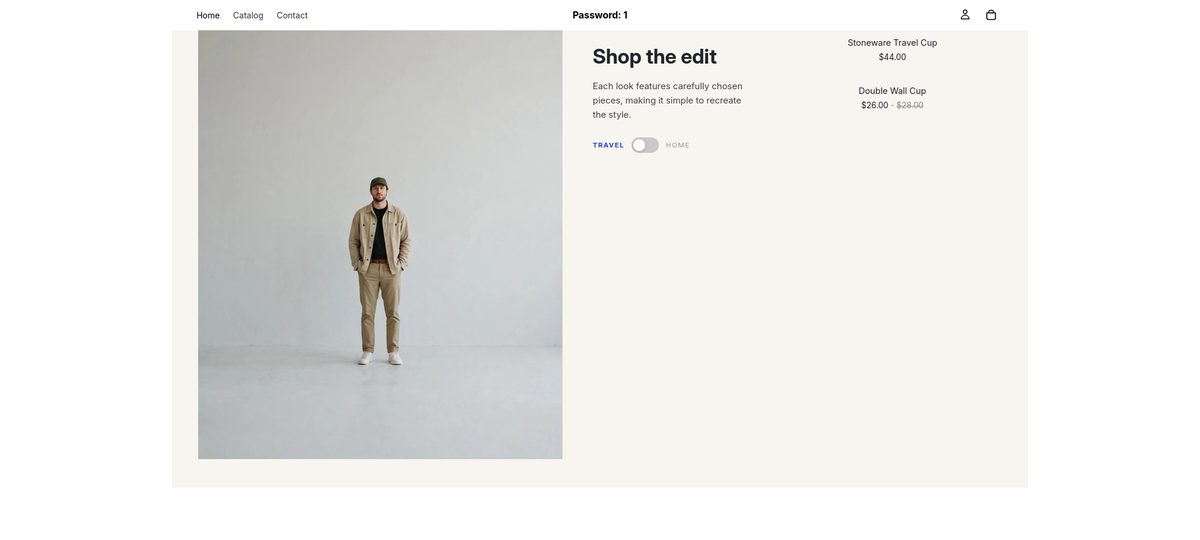 Home
Catalog
Contact
Password: 1
Shop the edit
Each look features carefully chosen
pieces, making it simple to recreate
the style.
TRAVEL
HOME
Stoneware Travel Cup
$44.00
Double Wall Cup
$26.00 - $28.00